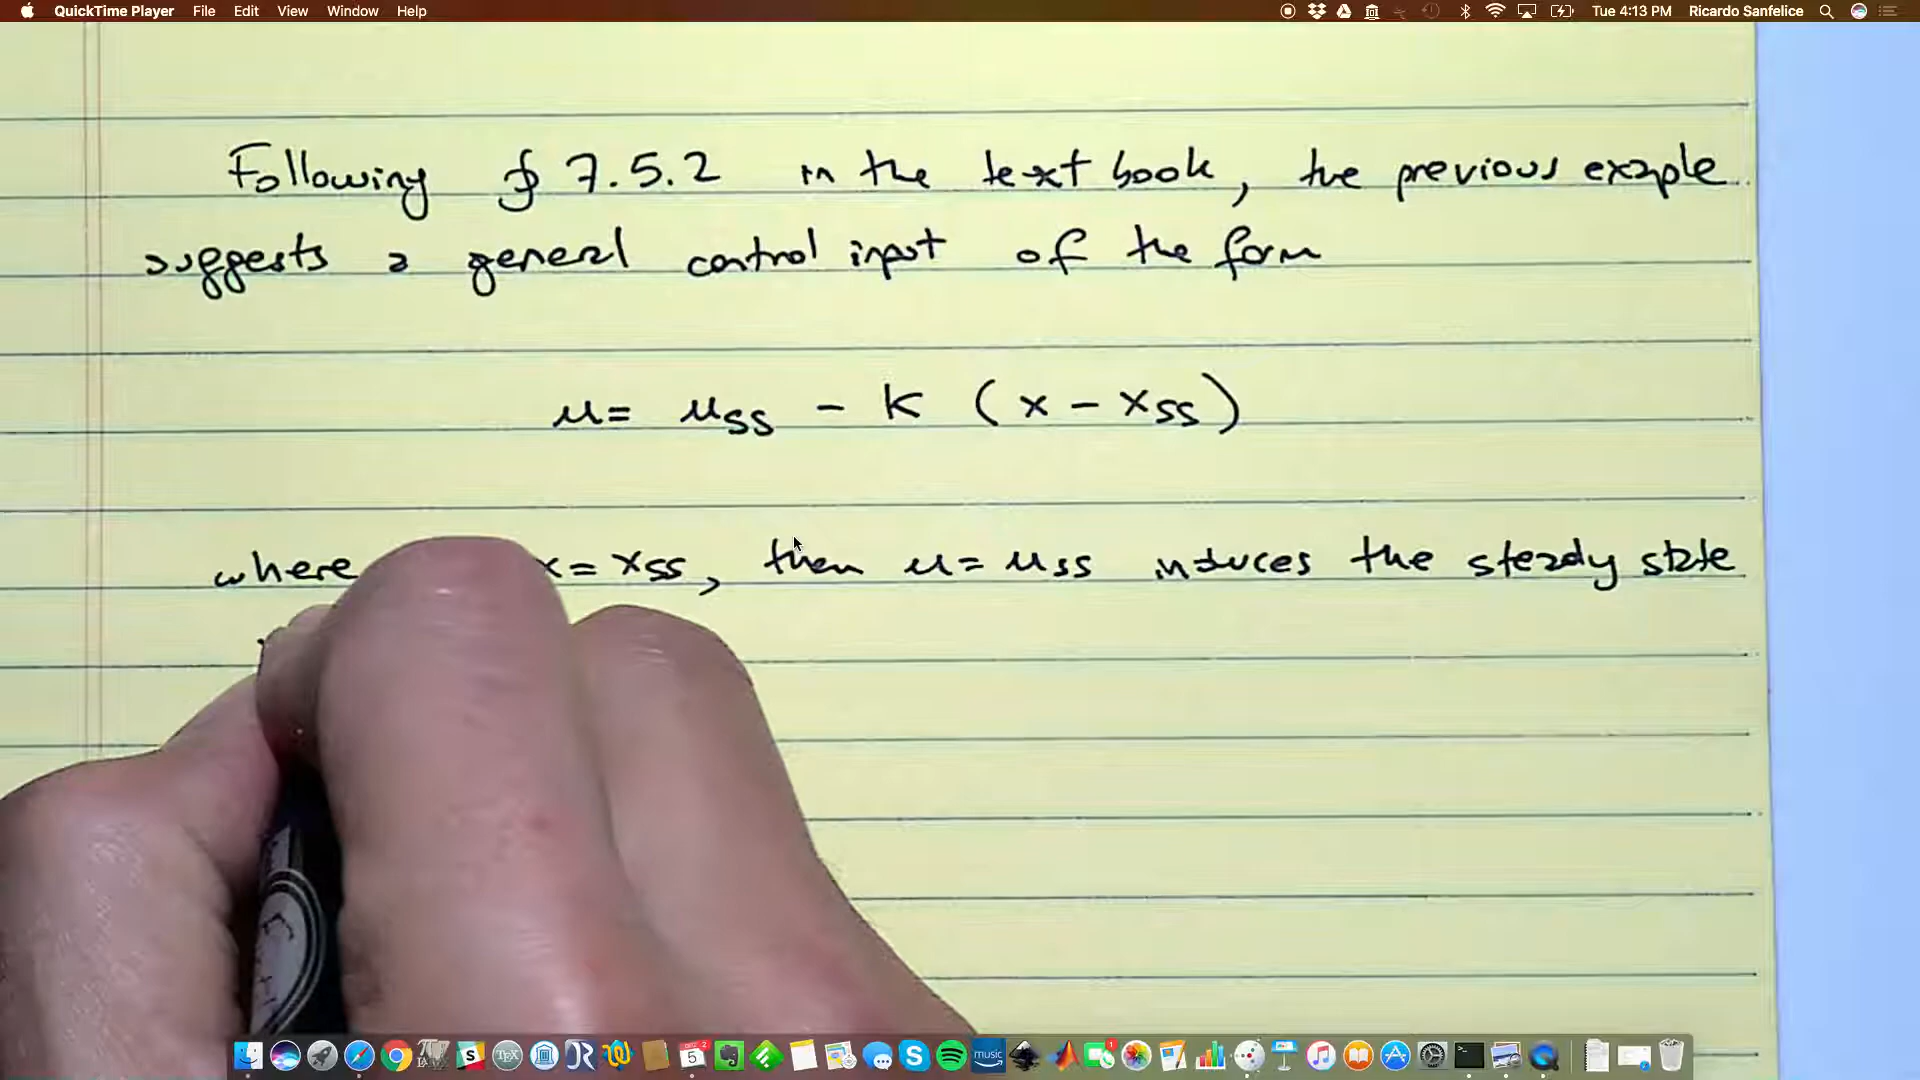 QuickTime Player File Edit View Window Help Tue 4:13 PM Ricardo Sanfelice
Following § 7.5.2 in the text book, the previous example
suggests a general control input of the form
u = uss - K (x - xss)
where x = xss, then u = uss induces the steady state